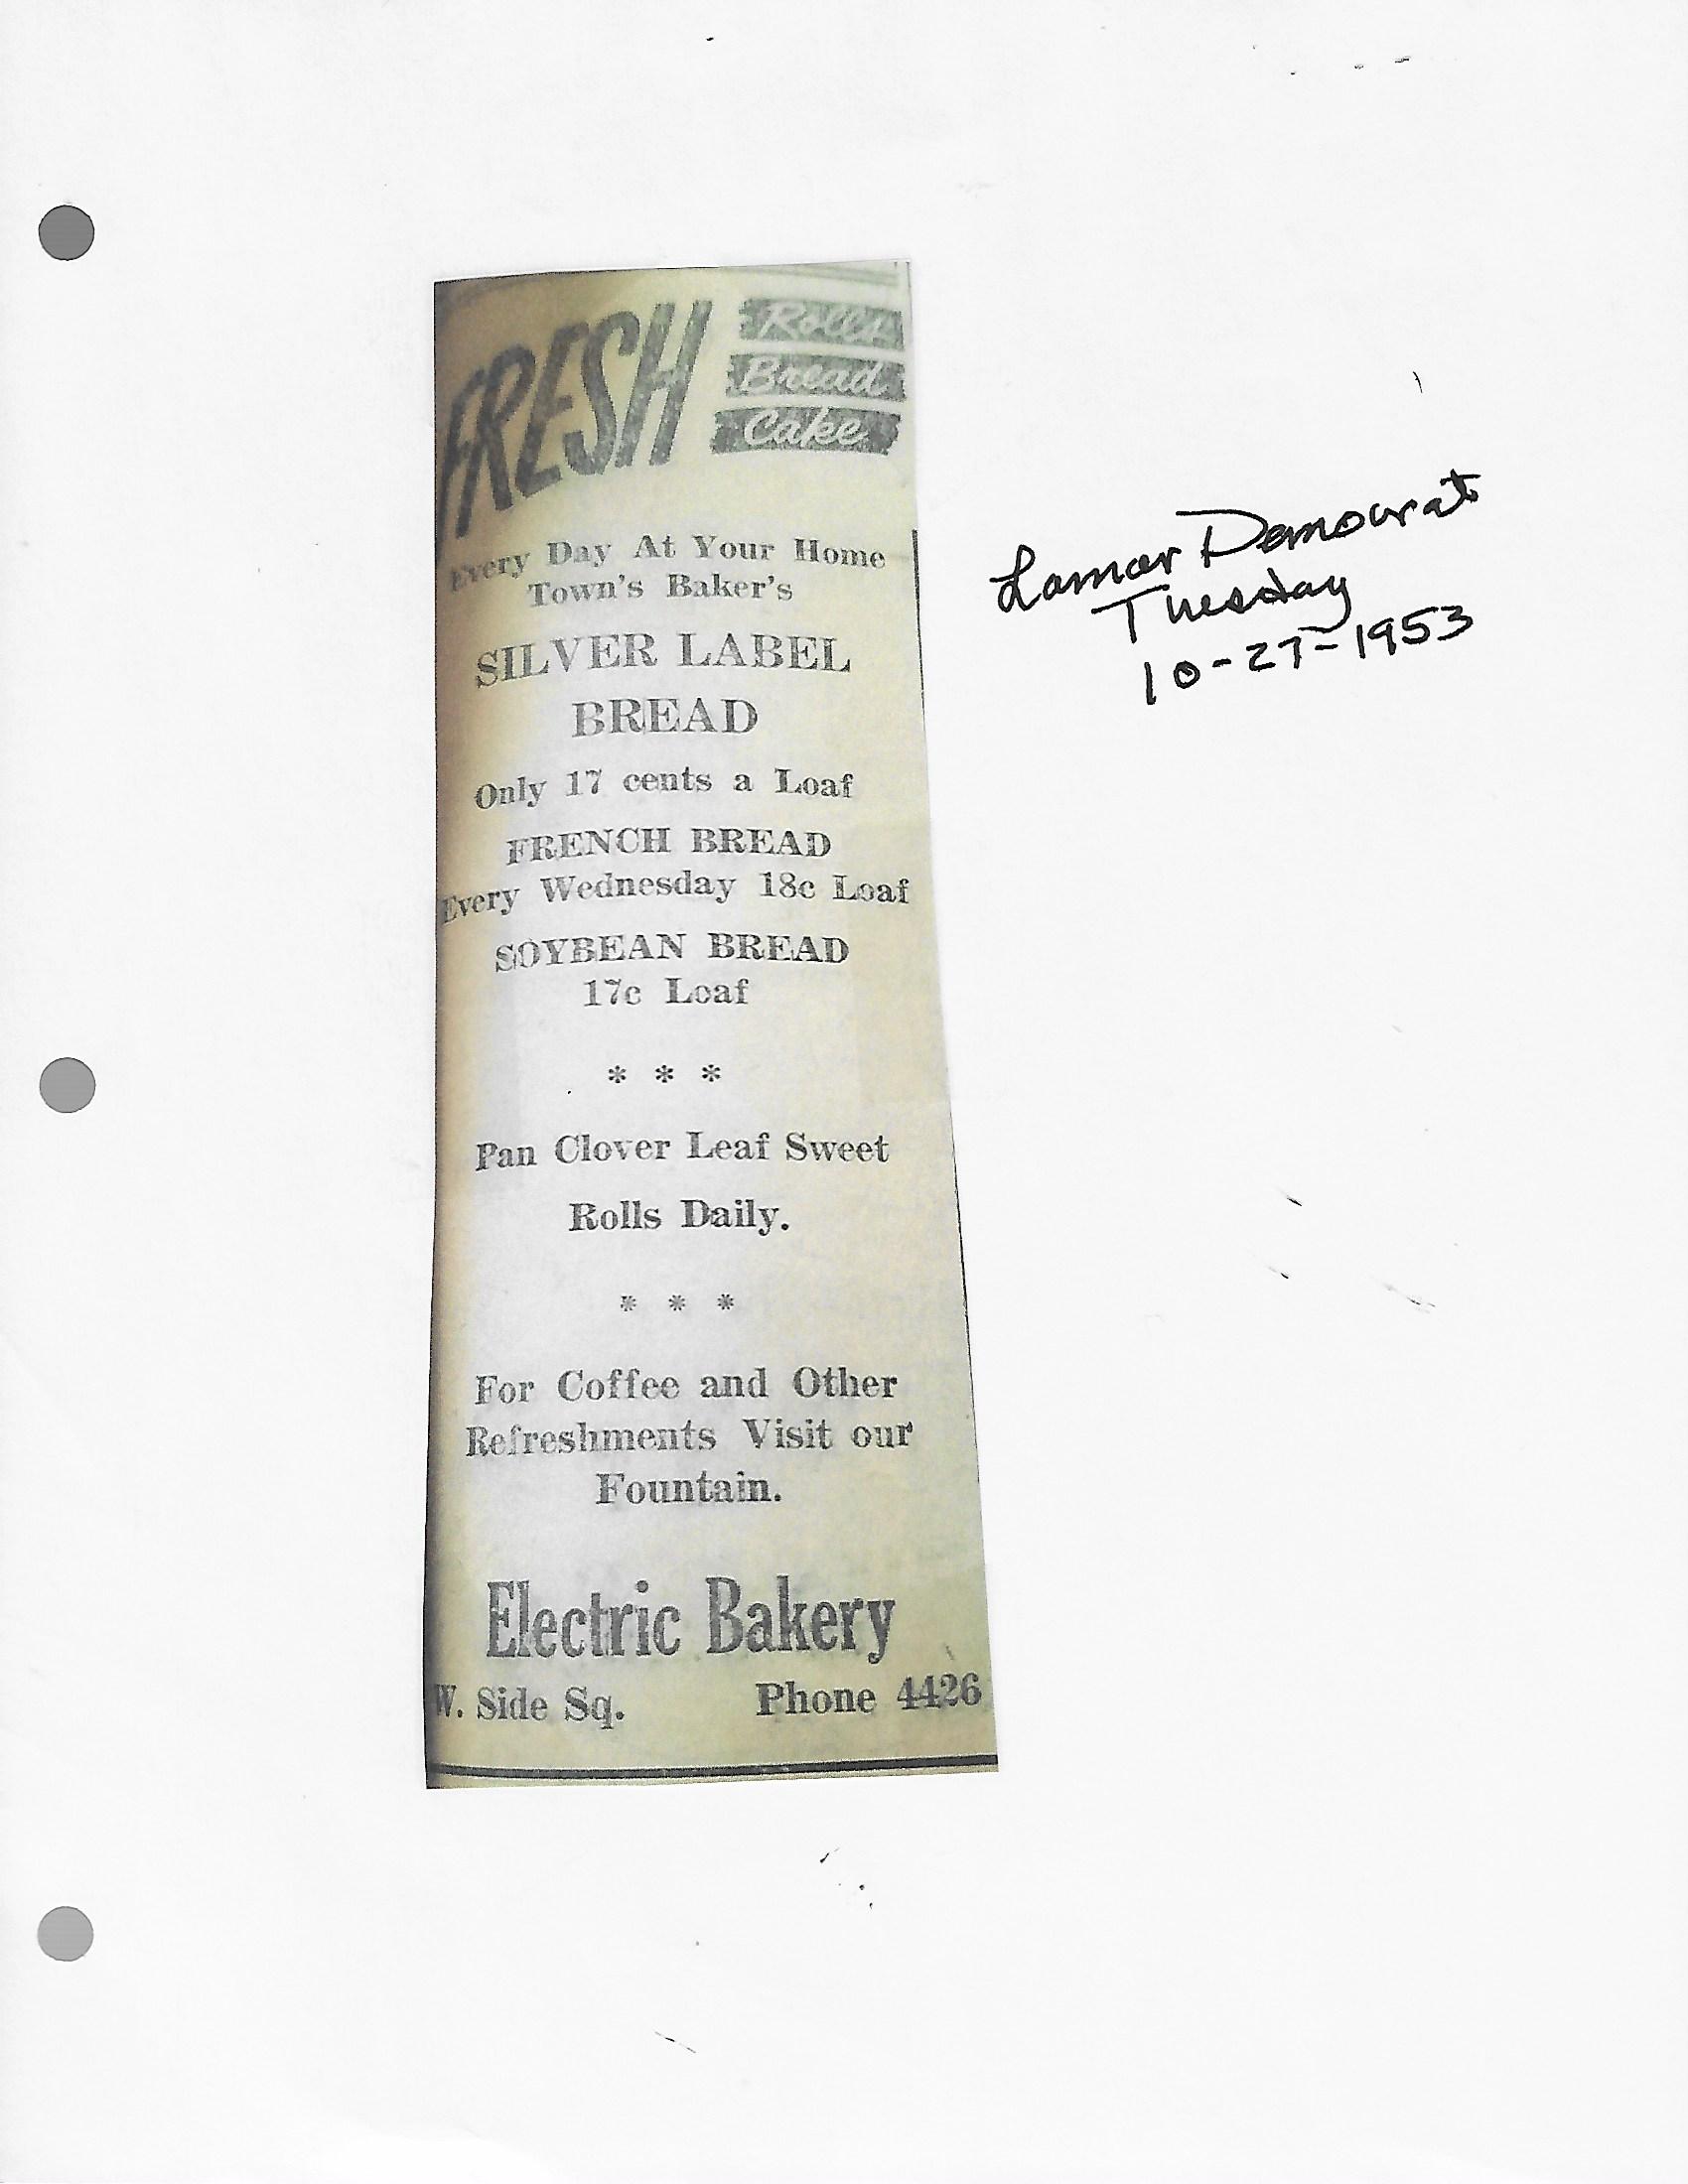 FRESH
Rolls
Bread
Cake
Every Day At Your Home
Town's Baker's
SILVER LABEL
BREAD
Only 17 cents a Loaf
FRENCH BREAD
Every Wednesday 18c Loaf
SOYBEAN BREAD
17c Loaf
* * *
Pan Clover Leaf Sweet
Rolls Daily.
* * *
For Coffee and Other
Refreshments Visit our
Fountain.
Electric Bakery
W. Side Sq. Phone 4426
Lamar Democrat
Tuesday
10-27-1953